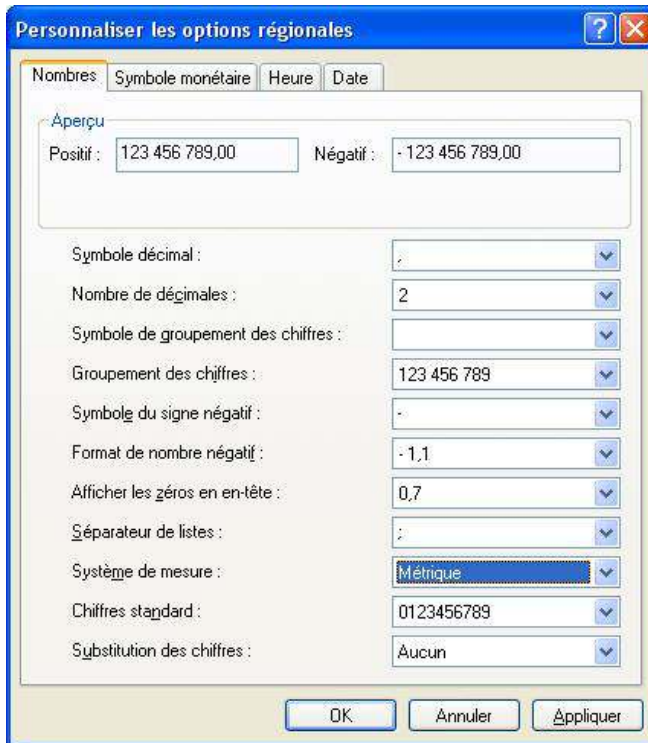 Personnaliser les options régionales
Nombres Symbole monétaire Heure Date
Aperçu
Positif : 123 456 789,00 Négatif : - 123 456 789,00
Symbole décimal : ,
Nombre de décimales : 2
Symbole de groupement des chiffres :
Groupement des chiffres : 123 456 789
Symbole du signe négatif : -
Format de nombre négatif : - 1,1
Afficher les zéros en en-tête : 0,7
Séparateur de listes : ;
Système de mesure : Métrique
Chiffres standard : 0123456789
Substitution des chiffres : Aucun
OK Annuler Appliquer